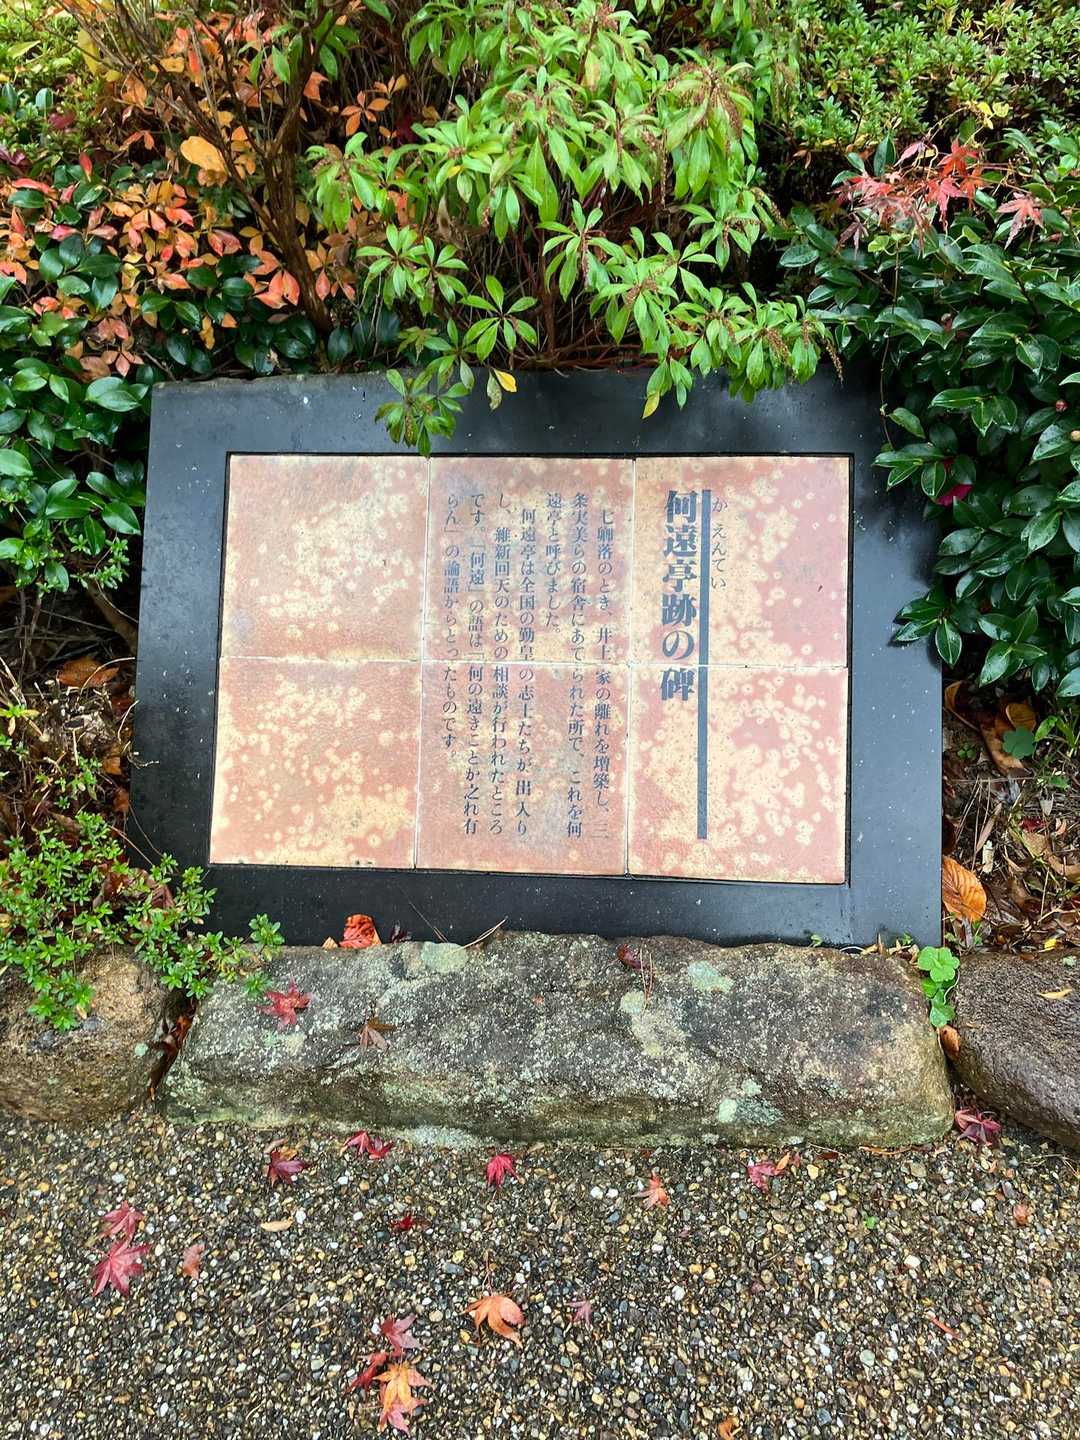 かえんてい
何遠亭跡の碑
七卿落のとき、井上家の離れを増築し、三
条実美らの宿舎にあてられた所で、これを何
遠亭と呼びました。
何遠亭は全国の勤皇の志士たちが出入り
し、維新回天のための相談が行われたところ
です。「何遠」の語は「何の遠きことか之れ有
らん」の論語からとったものです。